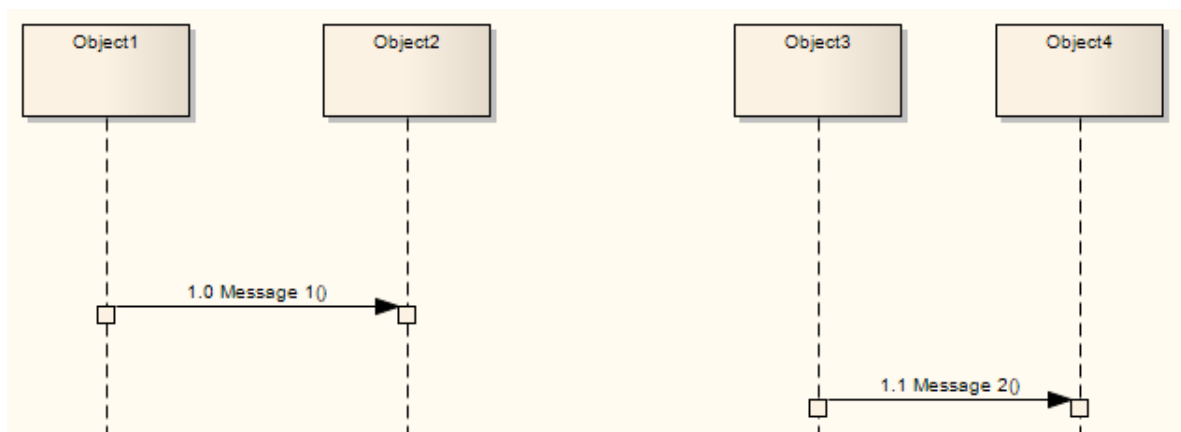 Object1
Object2
Object3
Object4
1.0 Message 1()
1.1 Message 2()